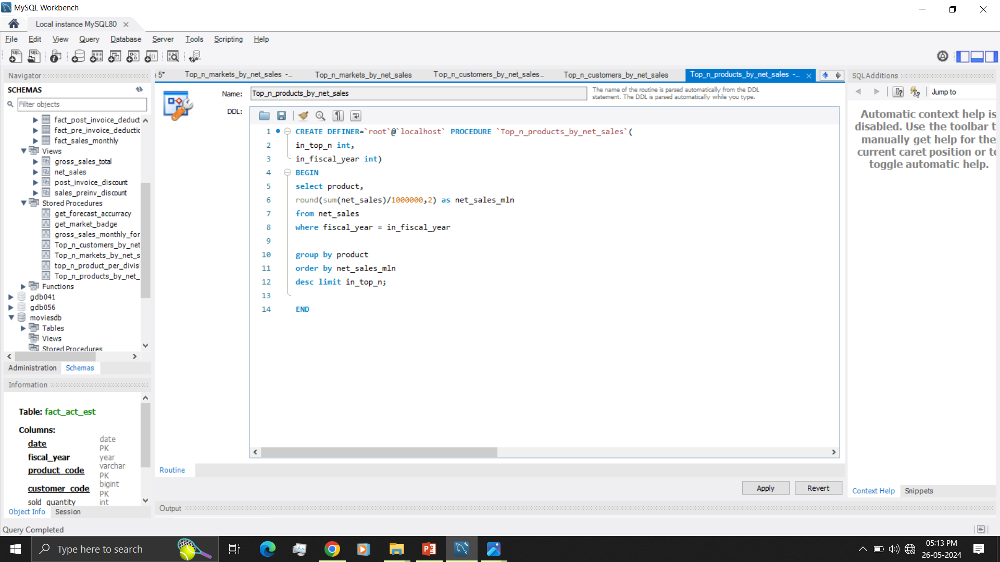 MySQL Workbench
Local instance MySQL80
File Edit View Query Database Server Tools Scripting Help
Navigator
SCHEMAS
Filter objects
fact_post_invoice_deduct
fact_pre_invoice_deductic
fact_sales_monthly
Views
gross_sales_total
net_sales
post_invoice_discount
sales_preinv_discount
Stored Procedures
get_forecast_accurracy
get_market_badge
gross_sales_monthly_for
Top_n_customers_by_net
Top_n_markets_by_net_s
top_n_product_per_divisi
Top_n_products_by_net_
Functions
gdb041
gdb056
moviesdb
Tables
Views
Stored Procedures
Administration Schemas
Information
Table: fact_act_est
Columns:
date date PK
fiscal_year year
product_code varchar PK
customer_code bigint PK
sold_quantity int
Object Info Session
5* Top_n_markets_by_net_sales -... Top_n_markets_by_net_sales Top_n_customers_by_net_sales... Top_n_customers_by_net_sales Top_n_products_by_net_sales -...
Name: Top_n_products_by_net_sales
The name of the routine is parsed automatically from the DDL
statement. The DDL is parsed automatically while you type.
DDL:
1 CREATE DEFINER=`root`@`localhost` PROCEDURE `Top_n_products_by_net_sales`(
2 in_top_n int,
3 in_fiscal_year int)
4 BEGIN
5 select product,
6 round(sum(net_sales)/1000000,2) as net_sales_mln
7 from net_sales
8 where fiscal_year = in_fiscal_year
9
10 group by product
11 order by net_sales_mln
12 desc limit in_top_n;
13
14 END
Routine
Apply Revert
Output
SQLAdditions
Jump to
Automatic context help is
disabled. Use the toolbar t
manually get help for the
current caret position or to
toggle automatic help.
Context Help Snippets
Query Completed
Type here to search
05:13 PM
26-05-2024